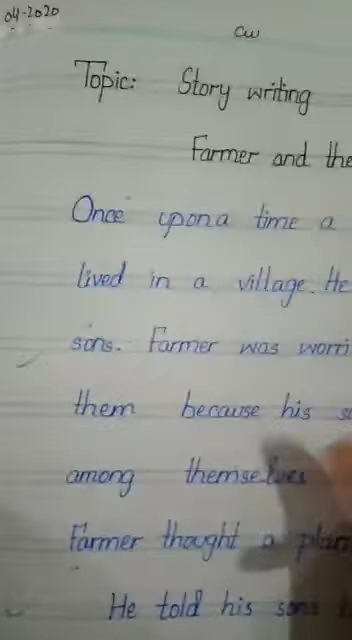 04-2020
cw
Topic: Story writing
Farmer and the
Once upon a time a
lived in a village. He
sons. Farmer was
them because his
among themselves
Farmer thought a plan
He told his sons